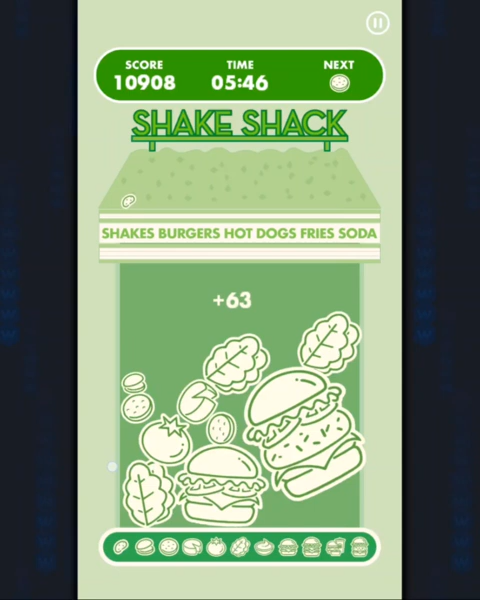 SCORE TIME NEXT
10908 05:46
SHAKE SHACK
SHAKES BURGERS HOT DOGS FRIES SODA
+63